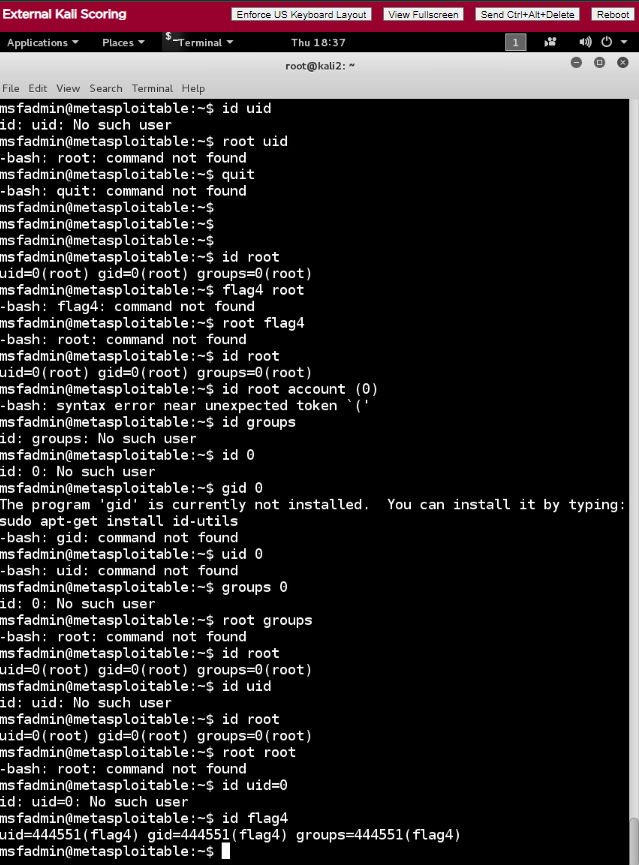 External Kali Scoring
Enforce US Keyboard Layout
View Fullscreen
Send Ctrl+Alt+Delete
Reboot
Applications
Places
$_ Terminal
Thu 18:37
1
root@kali2: ~
File Edit View Search Terminal Help
msfadmin@metasploitable:~$ id uid
id: uid: No such user
msfadmin@metasploitable:~$ root uid
-bash: root: command not found
msfadmin@metasploitable:~$ quit
-bash: quit: command not found
msfadmin@metasploitable:~$
msfadmin@metasploitable:~$
msfadmin@metasploitable:~$
msfadmin@metasploitable:~$ id root
uid=0(root) gid=0(root) groups=0(root)
msfadmin@metasploitable:~$ flag4 root
-bash: flag4: command not found
msfadmin@metasploitable:~$ root flag4
-bash: root: command not found
msfadmin@metasploitable:~$ id root
uid=0(root) gid=0(root) groups=0(root)
msfadmin@metasploitable:~$ id root account (0)
-bash: syntax error near unexpected token `('
msfadmin@metasploitable:~$ id groups
id: groups: No such user
msfadmin@metasploitable:~$ id 0
id: 0: No such user
msfadmin@metasploitable:~$ gid 0
The program 'gid' is currently not installed.  You can install it by typing:
sudo apt-get install id-utils
-bash: gid: command not found
msfadmin@metasploitable:~$ uid 0
-bash: uid: command not found
msfadmin@metasploitable:~$ groups 0
id: 0: No such user
msfadmin@metasploitable:~$ root groups
-bash: root: command not found
msfadmin@metasploitable:~$ id root
uid=0(root) gid=0(root) groups=0(root)
msfadmin@metasploitable:~$ id uid
id: uid: No such user
msfadmin@metasploitable:~$ id root
uid=0(root) gid=0(root) groups=0(root)
msfadmin@metasploitable:~$ root root
-bash: root: command not found
msfadmin@metasploitable:~$ id uid=0
id: uid=0: No such user
msfadmin@metasploitable:~$ id flag4
uid=444551(flag4) gid=444551(flag4) groups=444551(flag4)
msfadmin@metasploitable:~$